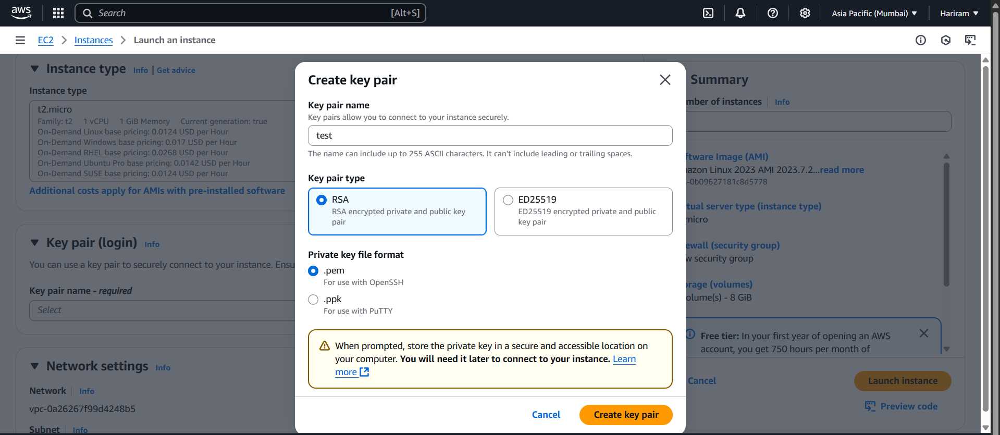 aws
Search
[Alt+S]
Asia Pacific (Mumbai)
Hariram
EC2
Instances
Launch an instance
Instance type
Info
Get advice
Instance type
t2.micro
Family: t2 1 vCPU 1 GiB Memory Current generation: true
On-Demand Linux base pricing: 0.0124 USD per Hour
On-Demand Windows base pricing: 0.017 USD per Hour
On-Demand RHEL base pricing: 0.0268 USD per Hour
On-Demand Ubuntu Pro base pricing: 0.0142 USD per Hour
On-Demand SUSE base pricing: 0.0124 USD per Hour
Additional costs apply for AMIs with pre-installed software
Key pair (login)
Info
You can use a key pair to securely connect to your instance. Ensu
Key pair name - required
Select
Network settings
Info
Network
Info
vpc-0a26267f99d4248b5
Subnet
Info
Create key pair
Key pair name
Key pairs allow you to connect to your instance securely.
test
The name can include up to 255 ASCII characters. It can't include leading or trailing spaces.
Key pair type
RSA
RSA encrypted private and public key
pair
ED25519
ED25519 encrypted private and public
key pair
Private key file format
.pem
For use with OpenSSH
.ppk
For use with PuTTY
When prompted, store the private key in a secure and accessible location on
your computer. You will need it later to connect to your instance. Learn
more
Cancel
Create key pair
Summary
mber of instances
Info
ftware Image (AMI)
azon Linux 2023 AMI 2023.7.2...read more
-0b09627181c8d5778
tual server type (instance type)
micro
ewall (security group)
w security group
rage (volumes)
olume(s) - 8 GiB
Free tier: In your first year of opening an AWS
account, you get 750 hours per month of
Cancel
Launch instance
Preview code